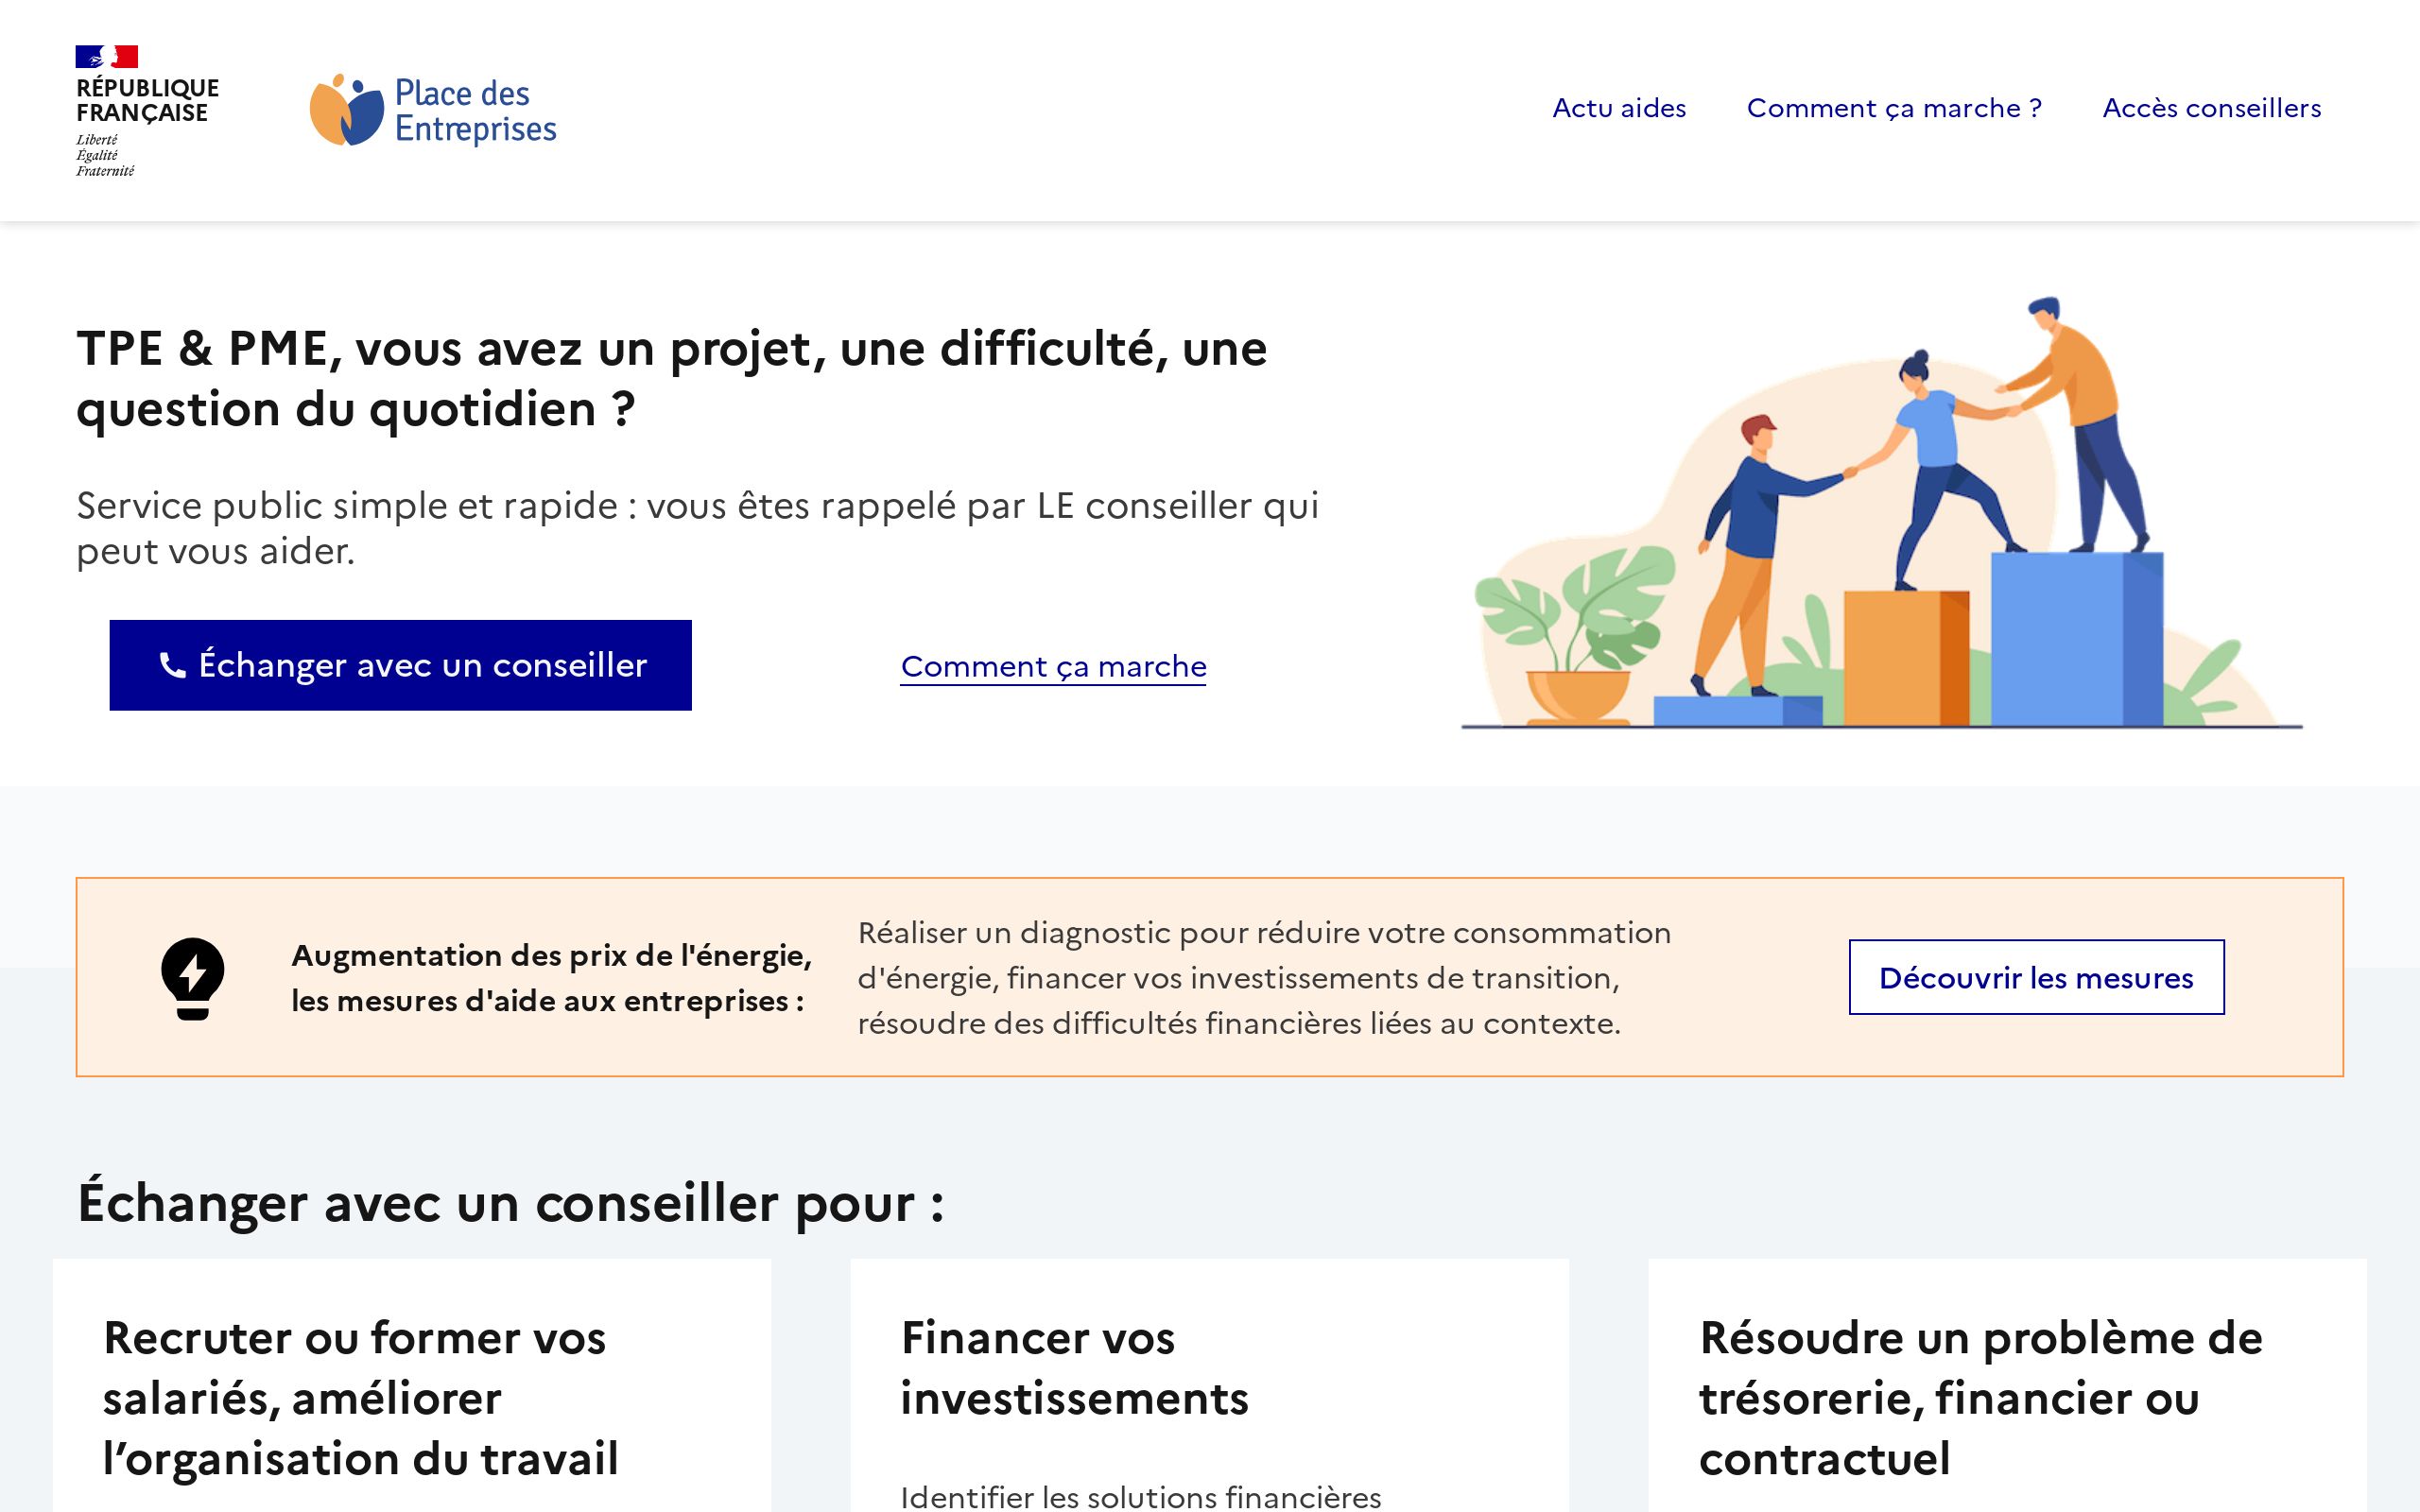 RÉPUBLIQUE
FRANÇAISE
Liberté
Égalité
Fraternité
Place des
Entreprises
Actu aides
Comment ça marche ?
Accès conseillers
TPE & PME, vous avez un projet, une difficulté, une
question du quotidien ?
Service public simple et rapide : vous êtes rappelé par LE conseiller qui
peut vous aider.
Échanger avec un conseiller
Comment ça marche
Augmentation des prix de l'énergie,
les mesures d'aide aux entreprises :
Réaliser un diagnostic pour réduire votre consommation
d'énergie, financer vos investissements de transition,
résoudre des difficultés financières liées au contexte.
Découvrir les mesures
Échanger avec un conseiller pour :
Recruter ou former vos
salariés, améliorer
l’organisation du travail
Financer vos
investissements
Identifier les solutions financières
Résoudre un problème de
trésorerie, financier ou
contractuel